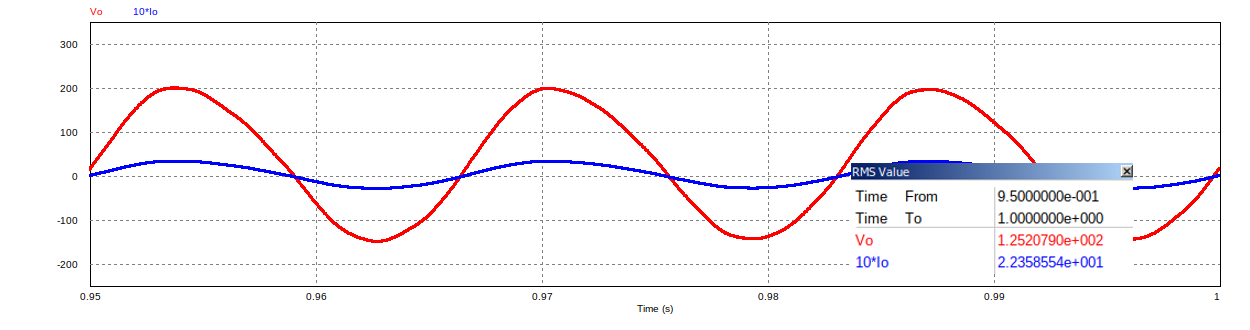 Vo 10*Io
300
200
100
0
-100
-200
0.95 0.96 0.97 0.98 0.99 1
Time (s)
RMS Value
Time From 9.5000000e-001
Time To 1.0000000e+000
Vo 1.2520790e+002
10*Io 2.2358554e+001